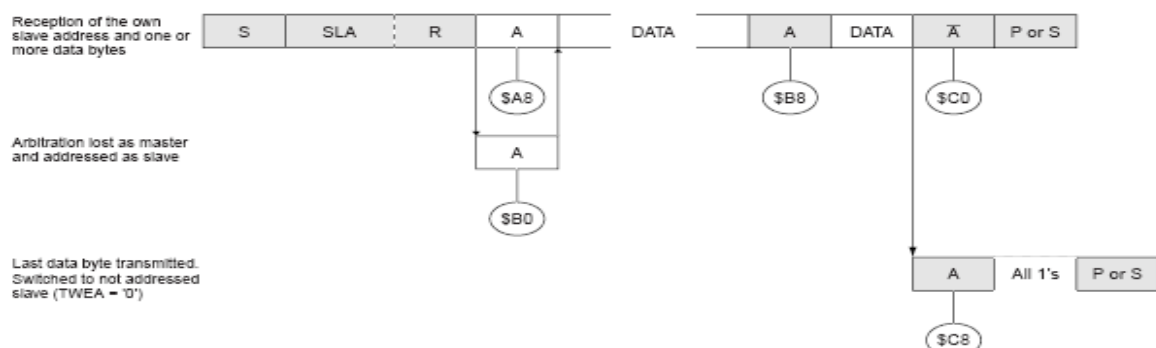 Reception of the own
slave address and one or
more data bytes
S SLA R A DATA A DATA A̅ P or S
$A8 $B8 $C0
Arbitration lost as master
and addressed as slave
A
$B0
Last data byte transmitted.
Switched to not addressed
slave (TWEA = '0')
A All 1's P or S
$C8